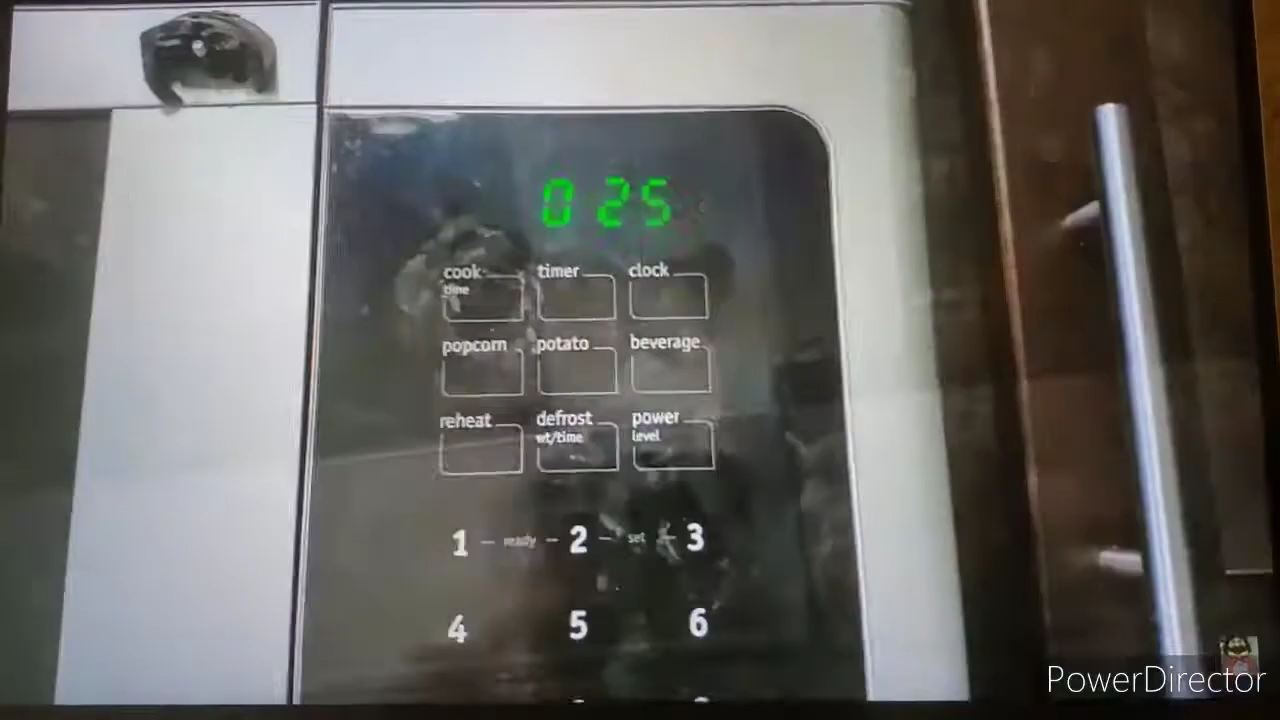 0 25
cook timer clock
time
popcorn potato beverage
reheat defrost power
wt/time level
1 – ready – 2 – set – 3
4 5 6
PowerDirector